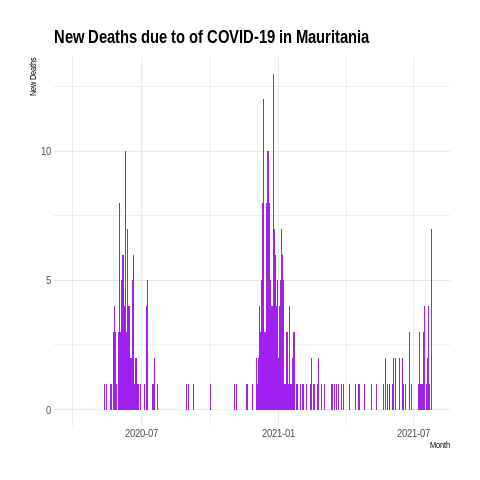 New Deaths due to of COVID-19 in Mauritania
New Deaths
10
5
0
2020-07
2021-01
2021-07
Month